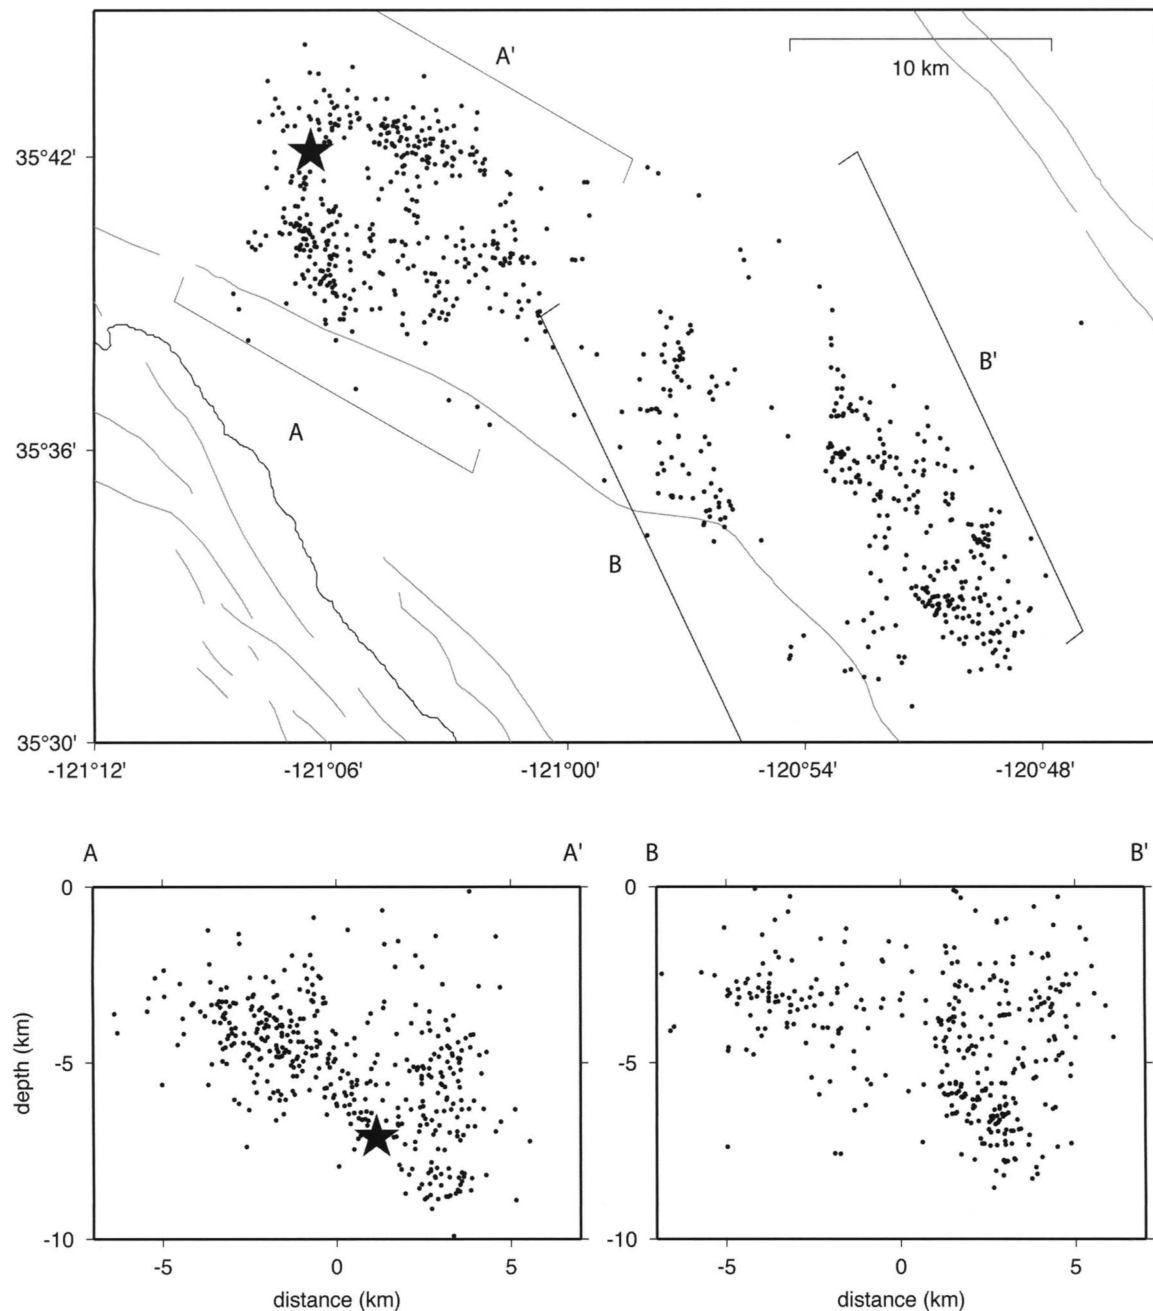 A'
10 km
35°42'
B'
A
35°36'
B
35°30'
-121°12' -121°06' -121°00' -120°54' -120°48'
A A' B B'
0 0
-5 -5
depth (km)
-10 -10
-5 0 5 -5 0 5
distance (km) distance (km)